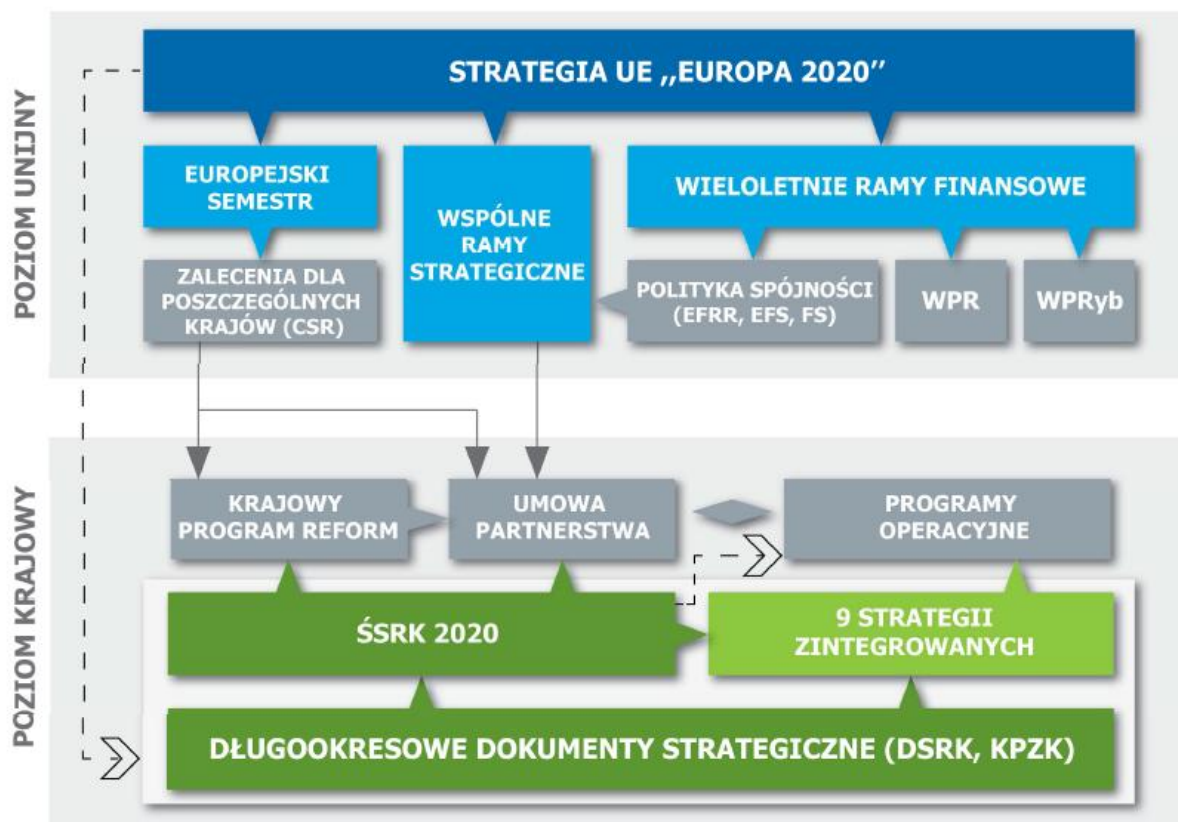 POZIOM UNIJNY
STRATEGIA UE „EUROPA 2020”
EUROPEJSKI
SEMESTR
WSPÓLNE
RAMY
STRATEGICZNE
WIELOLETNIE RAMY FINANSOWE
ZALECENIA DLA
POSZCZEGÓLNYCH
KRAJÓW (CSR)
POLITYKA SPÓJNOŚCI
(EFRR, EFS, FS)
WPR
WPRyb
POZIOM KRAJOWY
KRAJOWY
PROGRAM REFORM
UMOWA
PARTNERSTWA
PROGRAMY
OPERACYJNE
ŚSRK 2020
9 STRATEGII
ZINTEGROWANYCH
DŁUGOOKRESOWE DOKUMENTY STRATEGICZNE (DSRK, KPZK)